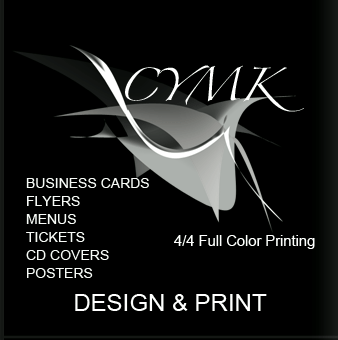 CYMK
BUSINESS CARDS
FLYERS
MENUS
TICKETS
CD COVERS
POSTERS
4/4 Full Color Printing
DESIGN & PRINT